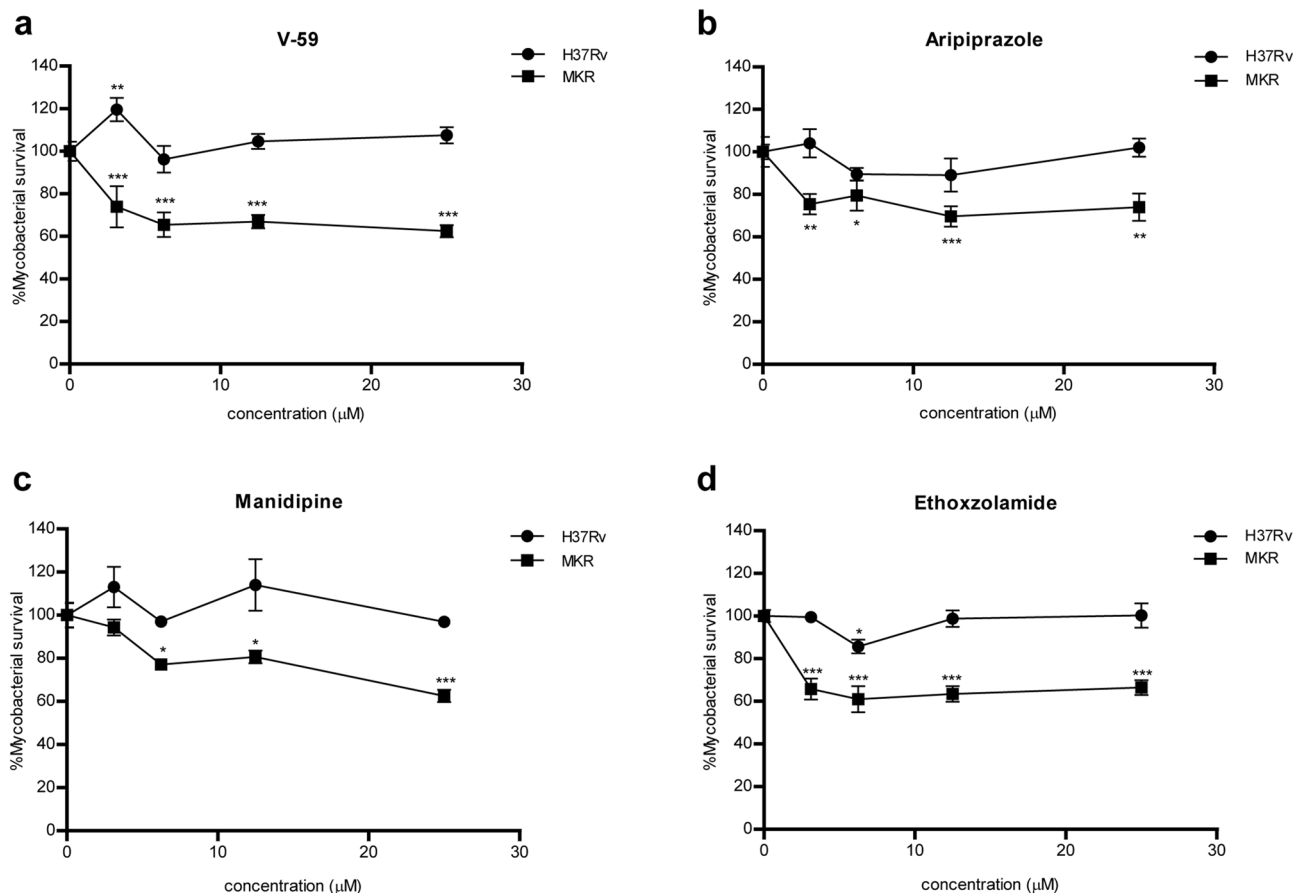 a
V-59
H37Rv
MKR
%Mycobacterial survival
140
120
100
80
60
40
20
0
** 
*** *** *** ***
0 10 20 30
concentration (μM)
b
Aripiprazole
H37Rv
MKR
%Mycobacterial survival
140
120
100
80
60
40
20
0
** * *** **
0 10 20 30
concentration (μM)
c
Manidipine
H37Rv
MKR
%Mycobacterial survival
140
120
100
80
60
40
20
0
* * ***
0 10 20 30
concentration (μM)
d
Ethoxzolamide
H37Rv
MKR
%Mycobacterial survival
140
120
100
80
60
40
20
0
*
*** *** *** ***
0 10 20 30
concentration (μM)